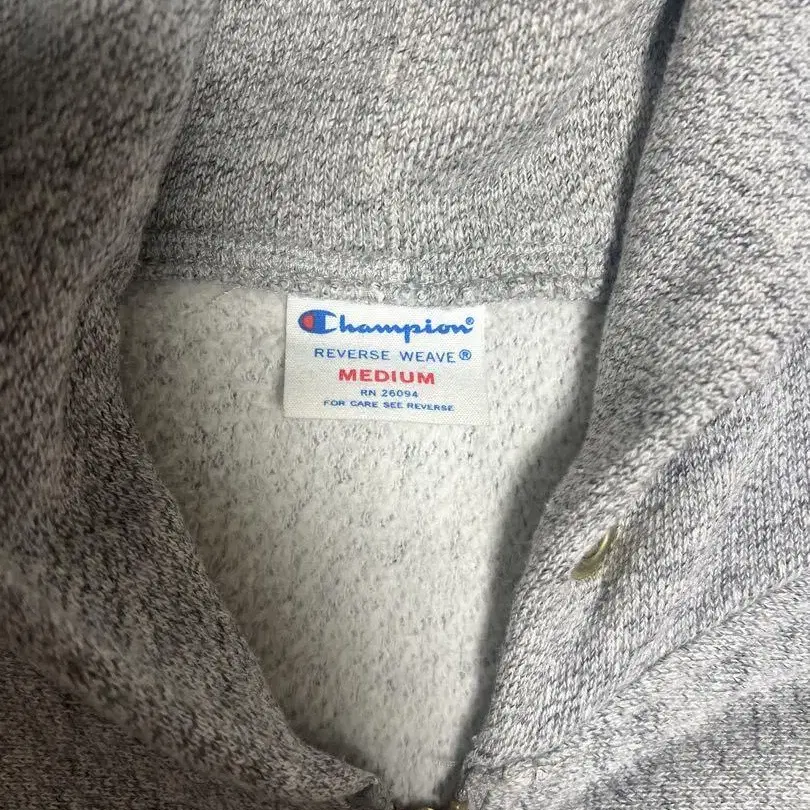 Champion®
REVERSE WEAVE®
MEDIUM
RN 26094
FOR CARE SEE REVERSE